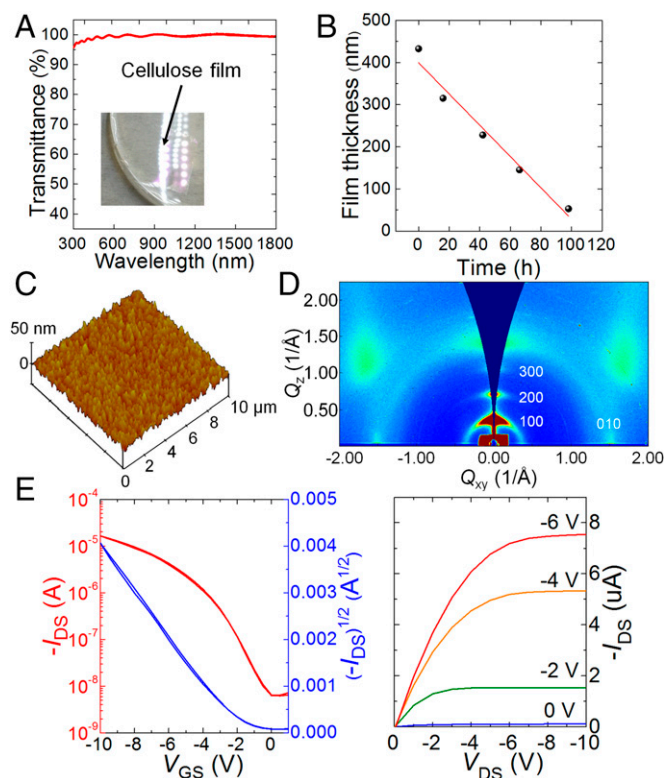 A
Transmittance (%)
100
90
80
70
60
50
40
Cellulose film
300 600 900 1200 1500 1800
Wavelength (nm)
B
Film thickness (nm)
500
400
300
200
100
0
0 20 40 60 80 100 120
Time (h)
C
50 nm
0
0 2 4 6 8 10 µm
D
Qz (1/Å)
2.00
1.50
1.00
0.50
300
200
100
010
-2.00 -1.00 0.00 1.00 2.00
Qxy (1/Å)
E
-IDS (A)
10-4
10-5
10-6
10-7
10-8
10-9
0.005
0.004
0.003
0.002
0.001
0.000
(-IDS)1/2 (A1/2)
-10 -8 -6 -4 -2 0
VGS (V)
-6 V
-4 V
-2 V
0 V
8
6
4
2
0
-IDS (uA)
0 -2 -4 -6 -8 -10
VDS (V)